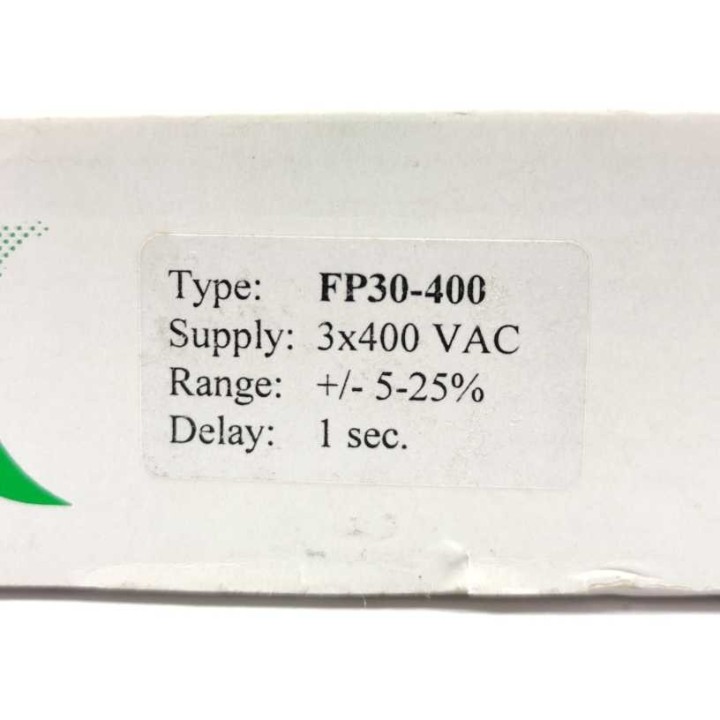 Type: FP30-400
Supply: 3x400 VAC
Range: +/- 5-25%
Delay: 1 sec.